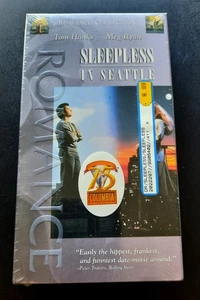 Tom Hanks Meg Ryan
SLEEPLESS
IN SEATTLE
ROMANCE
75
COLUMBIA
"Easily the hippest, frankest,
and funniest date-movie around."
-Peter Travers, Rolling Stone